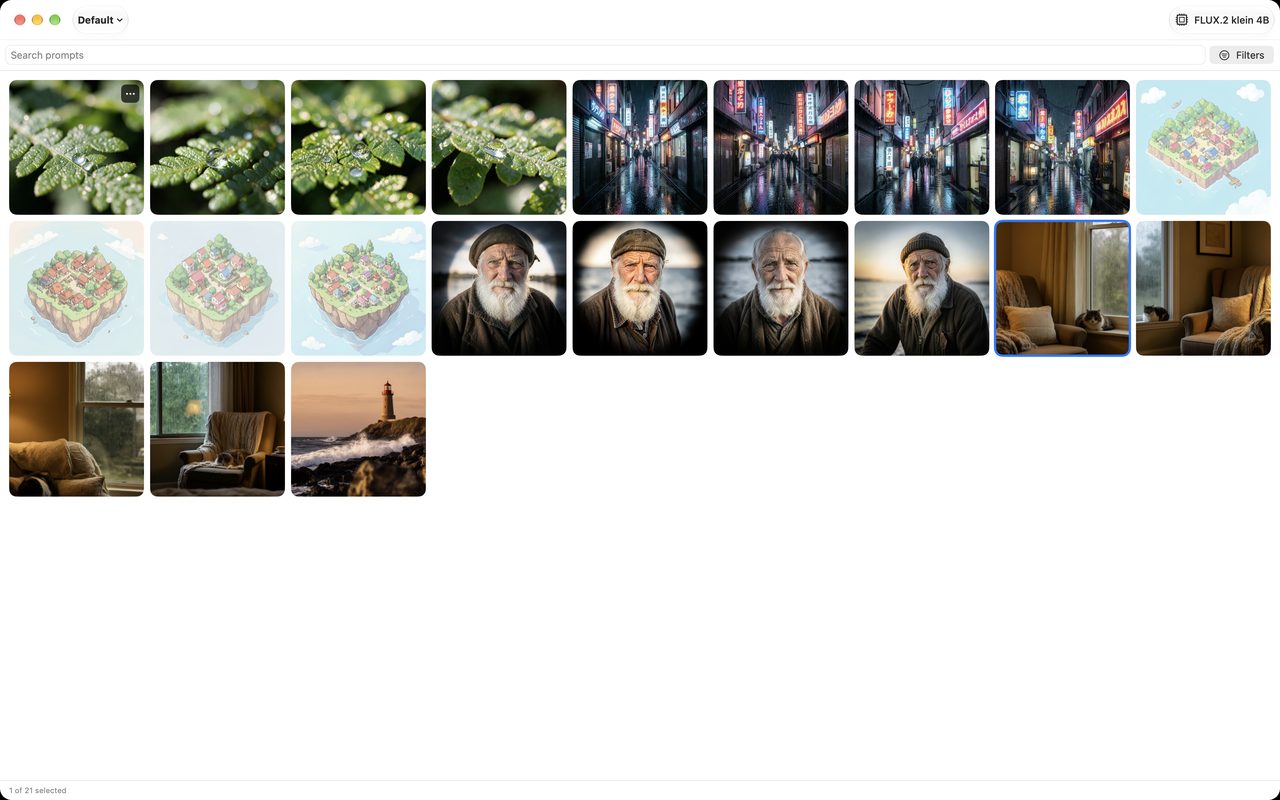 Default
FLUX.2 klein 4B
Search prompts
Filters
1 of 21 selected